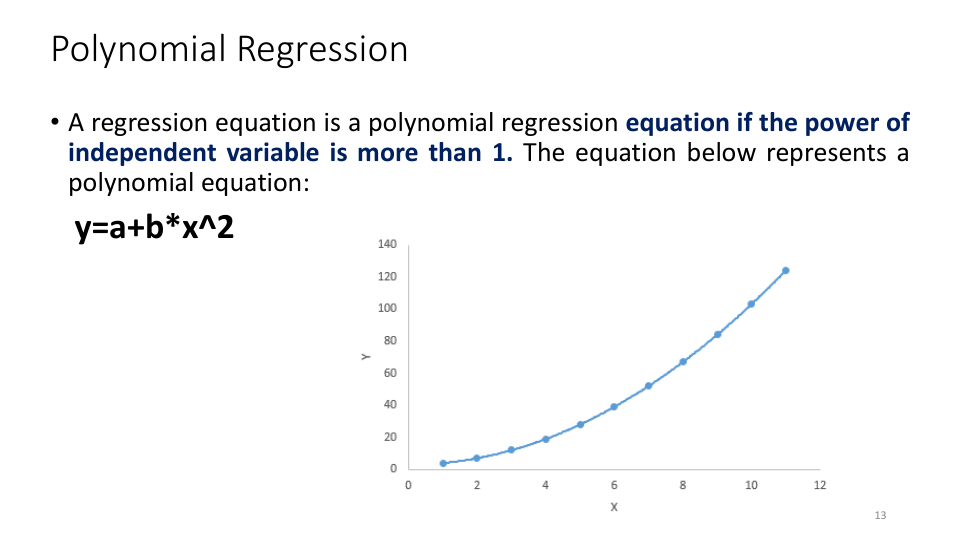 Polynomial Regression
• A regression equation is a polynomial regression equation if the power of
independent variable is more than 1. The equation below represents a
polynomial equation:
y=a+b*x^2
140
120
100
80
60
40
20
0
Y
0 2 4 6 8 10 12
X
13